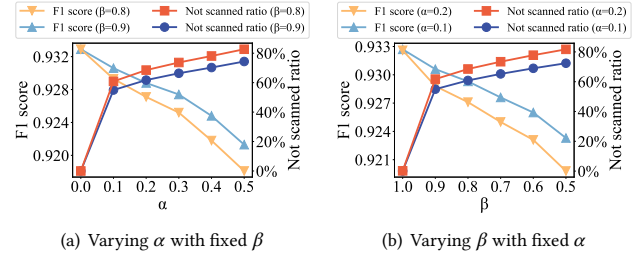 F1 score (β=0.8)
Not scanned ratio (β=0.8)
F1 score (β=0.9)
Not scanned ratio (β=0.9)
0.932
0.928
0.924
0.920
F1 score
80%
60%
40%
20%
0%
Not scanned ratio
0.0 0.1 0.2 0.3 0.4 0.5
α
(a) Varying α with fixed β
F1 score (α=0.2)
Not scanned ratio (α=0.2)
F1 score (α=0.1)
Not scanned ratio (α=0.1)
0.933
0.930
0.927
0.924
0.921
F1 score
80%
60%
40%
20%
0%
Not scanned ratio
1.0 0.9 0.8 0.7 0.6 0.5
β
(b) Varying β with fixed α